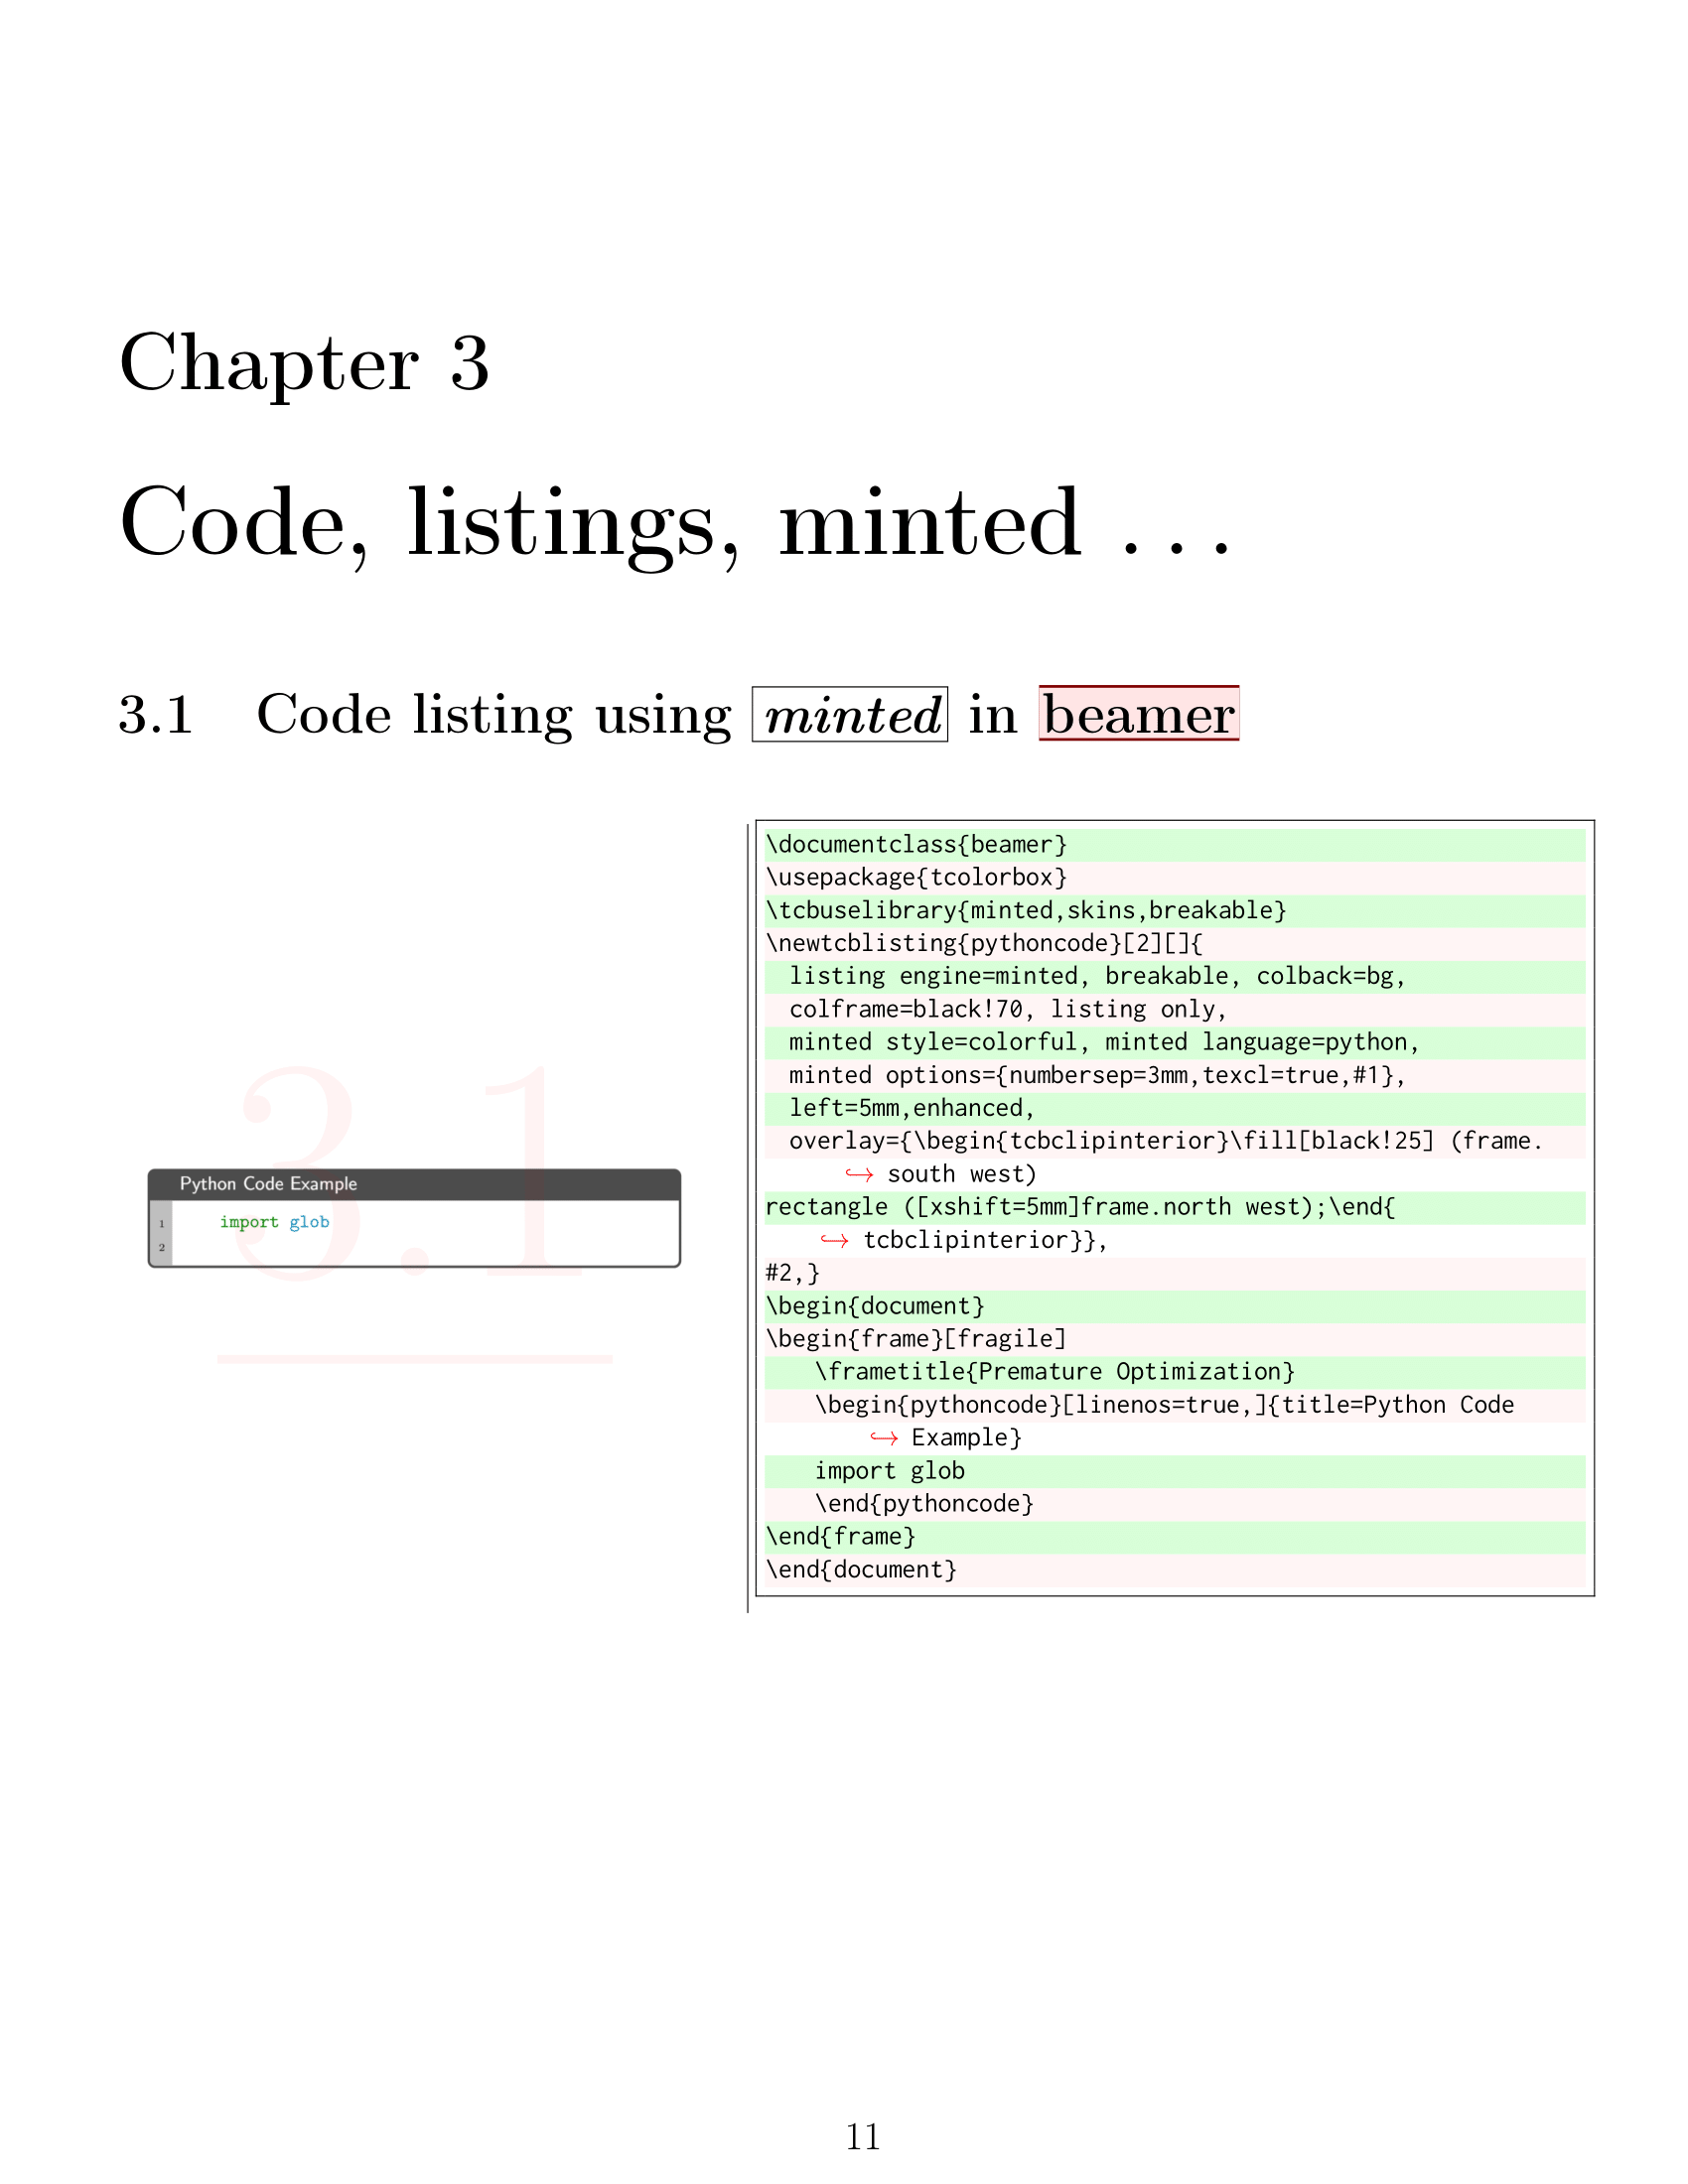 Chapter 3
Code, listings, minted ...
3.1 Code listing using minted in beamer
3.1
Python Code Example
1 import glob
2
\documentclass{beamer}
\usepackage{tcolorbox}
\tcbuselibrary{minted,skins,breakable}
\newtcblisting{pythoncode}[2][]{
  listing engine=minted, breakable, colback=bg,
  colframe=black!70, listing only,
  minted style=colorful, minted language=python,
  minted options={numbersep=3mm,texcl=true,#1},
  left=5mm,enhanced,
  overlay={\begin{tcbclipinterior}\fill[black!25] (frame.
      ↪ south west)
rectangle ([xshift=5mm]frame.north west);\end{
    ↪ tcbclipinterior}},
#2,}
\begin{document}
\begin{frame}[fragile]
    \frametitle{Premature Optimization}
    \begin{pythoncode}[linenos=true,]{title=Python Code
        ↪ Example}
    import glob
    \end{pythoncode}
\end{frame}
\end{document}
11